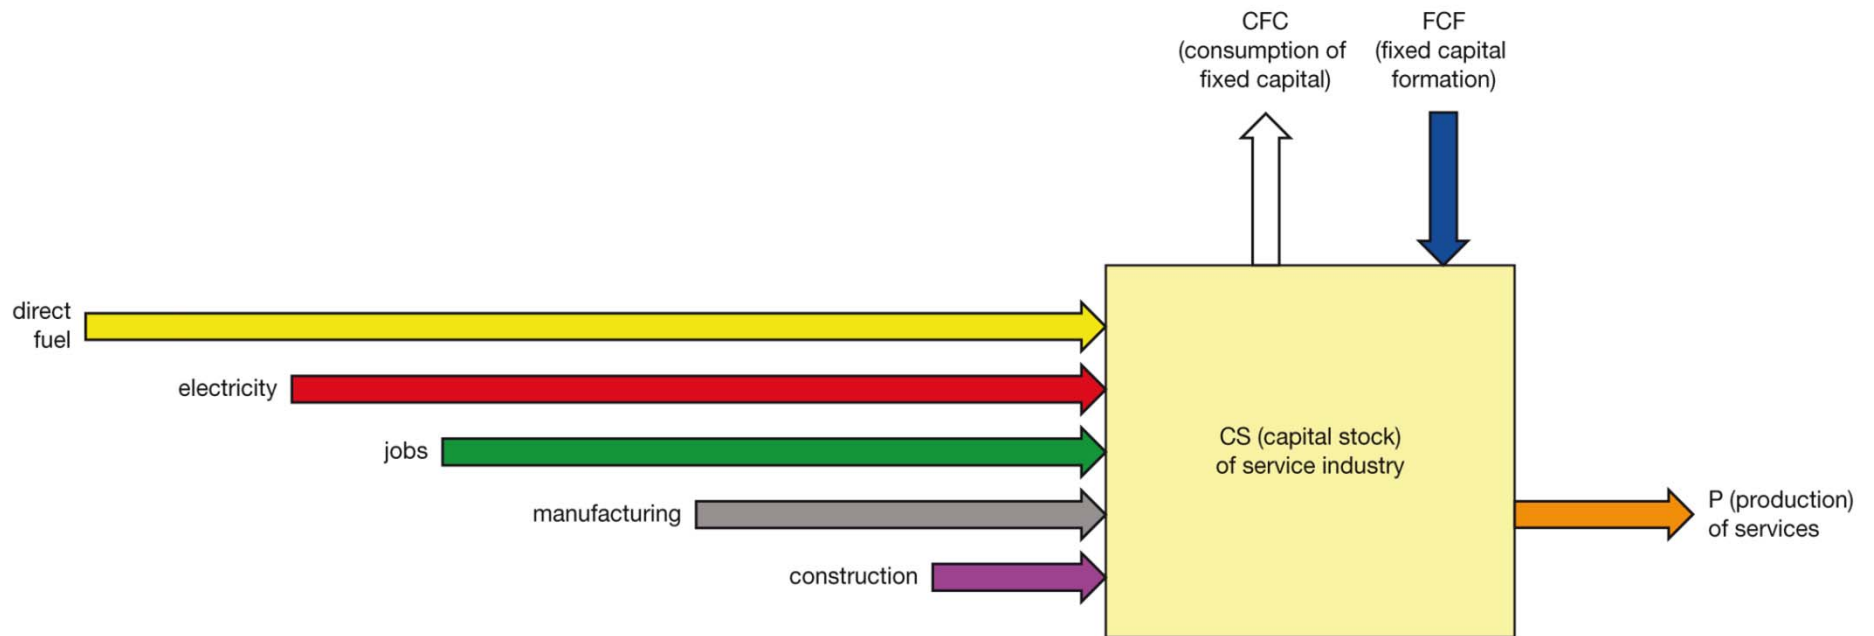 CFC
(consumption of
fixed capital)
FCF
(fixed capital
formation)
direct
fuel
electricity
jobs
manufacturing
construction
CS (capital stock)
of service industry
P (production)
of services